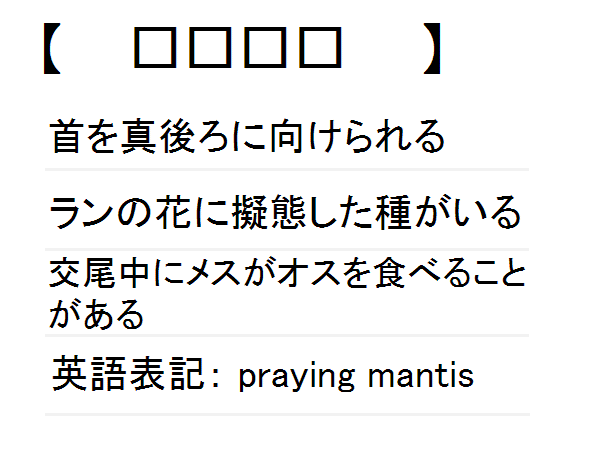 【 □□□□ 】
首を真後ろに向けられる
ランの花に擬態した種がいる
交尾中にメスがオスを食べること
がある
英語表記： praying mantis